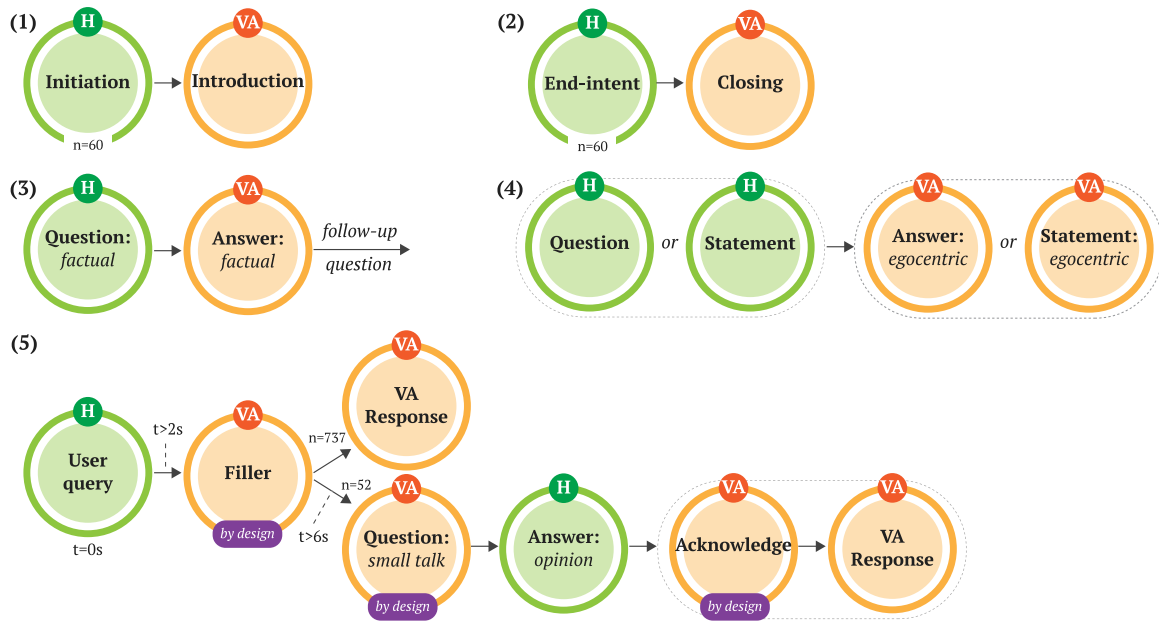 (1)
H
Initiation
n=60
VA
Introduction
(2)
H
End-intent
n=60
VA
Closing
(3)
H
Question:
factual
VA
Answer:
factual
follow-up
question
(4)
H
Question
or
H
Statement
VA
Answer:
egocentric
or
VA
Statement:
egocentric
(5)
H
User
query
t=0s
t>2s
VA
Filler
by design
n=737
VA
VA
Response
n=52
t>6s
VA
Question:
small talk
by design
H
Answer:
opinion
VA
Acknowledge
by design
VA
VA
Response